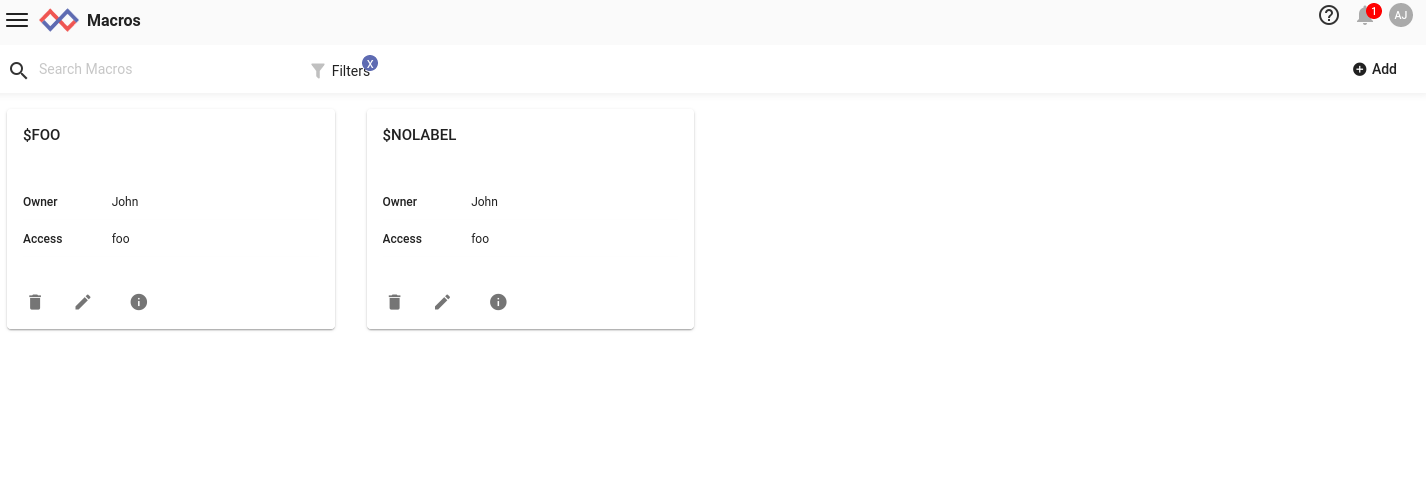 Macros
1
AJ
Search Macros
Filters
X
Add
$FOO
Owner John
Access foo
$NOLABEL
Owner John
Access foo